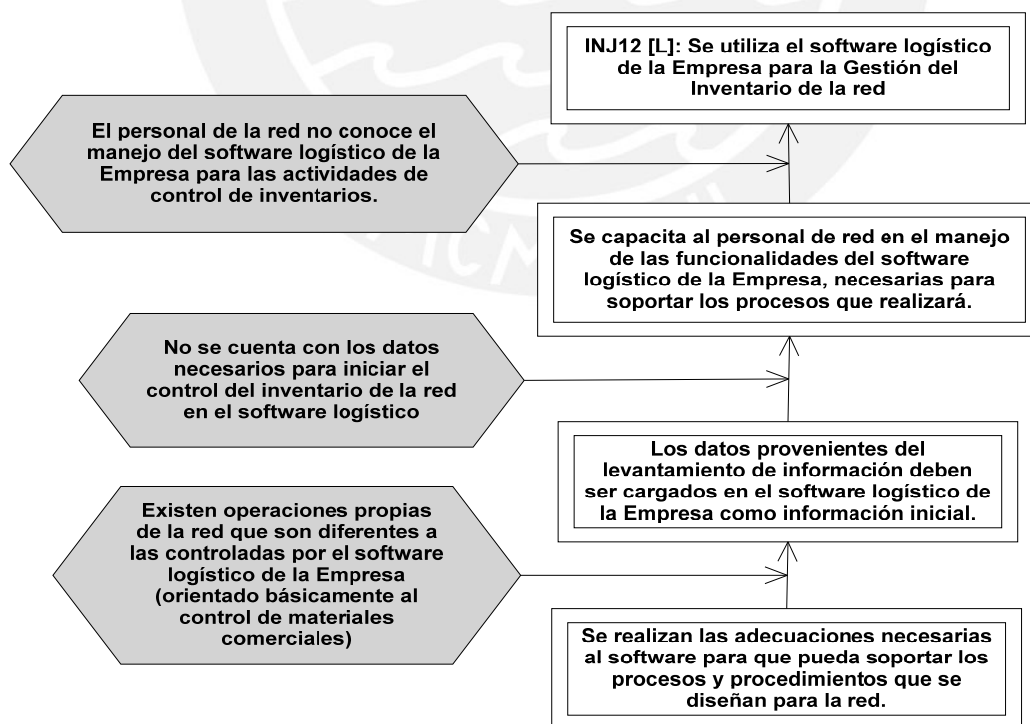 INJ12 [L]: Se utiliza el software logístico
de la Empresa para la Gestión del
Inventario de la red
El personal de la red no conoce el
manejo del software logístico de la
Empresa para las actividades de
control de inventarios.
Se capacita al personal de red en el manejo
de las funcionalidades del software
logístico de la Empresa, necesarias para
soportar los procesos que realizará.
No se cuenta con los datos
necesarios para iniciar el
control del inventario de la red
en el software logístico
Los datos provenientes del
levantamiento de información deben
ser cargados en el software logístico de
la Empresa como información inicial.
Existen operaciones propias
de la red que son diferentes a
las controladas por el software
logístico de la Empresa
(orientado básicamente al
control de materiales
comerciales)
Se realizan las adecuaciones necesarias
al software para que pueda soportar los
procesos y procedimientos que se
diseñan para la red.